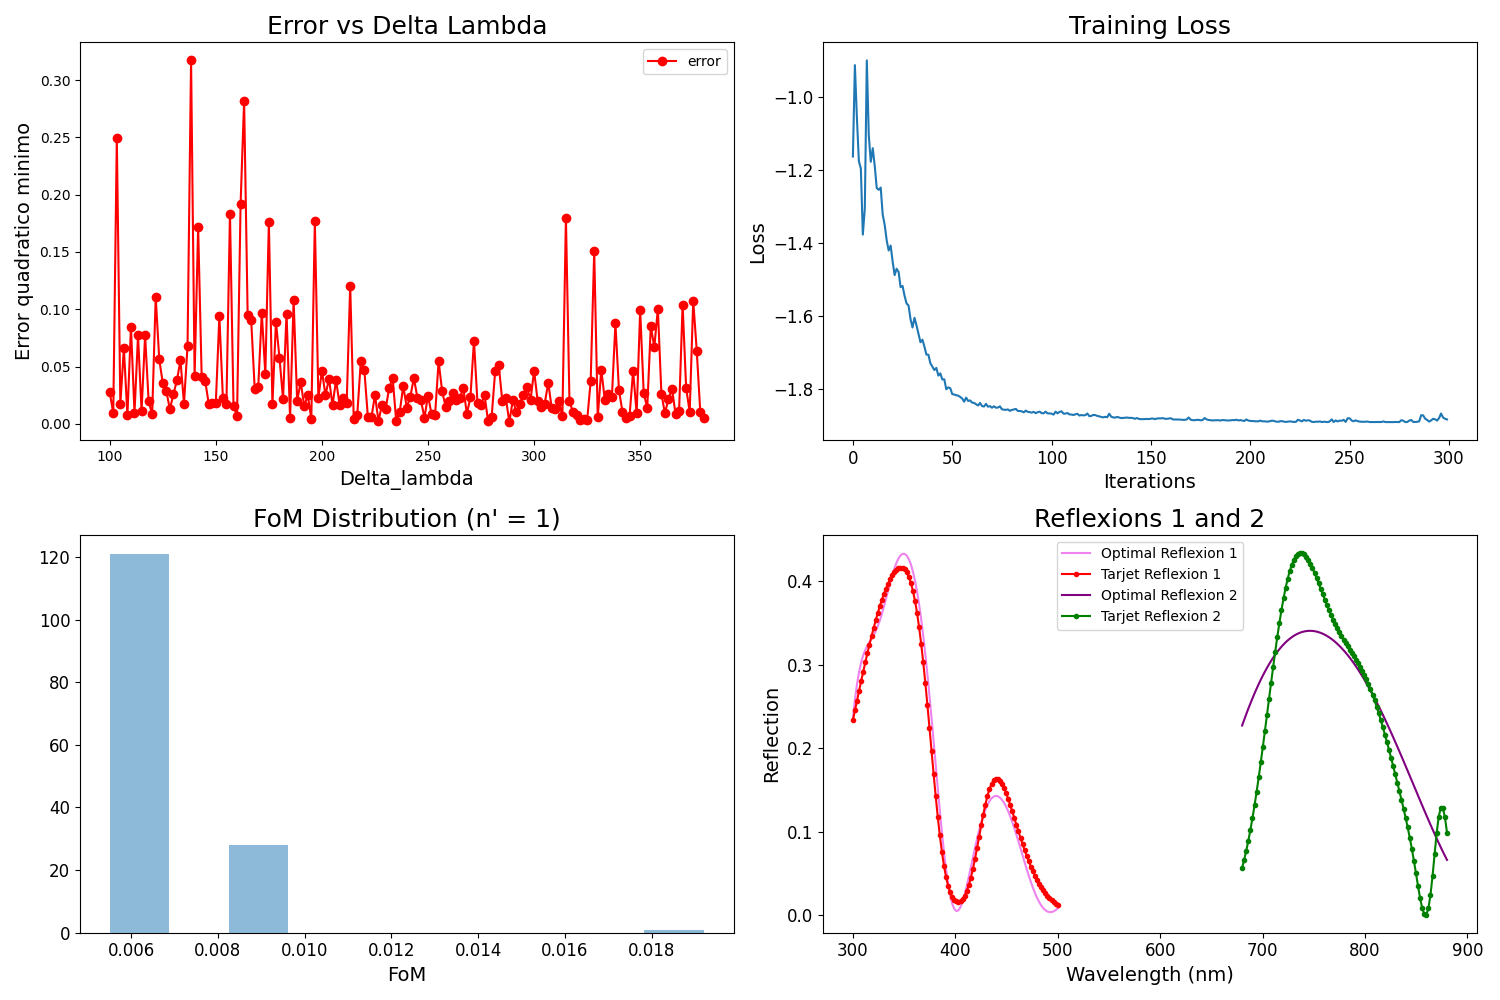 Error vs Delta Lambda
error
Error quadratico minimo
0.30
0.25
0.20
0.15
0.10
0.05
0.00
100 150 200 250 300 350
Delta_lambda
Training Loss
Loss
−1.0
−1.2
−1.4
−1.6
−1.8
0 50 100 150 200 250 300
Iterations
FoM Distribution (n' = 1)
120
100
80
60
40
20
0
0.006 0.008 0.010 0.012 0.014 0.016 0.018
FoM
Reflexions 1 and 2
Optimal Reflexion 1
Tarjet Reflexion 1
Optimal Reflexion 2
Tarjet Reflexion 2
Reflection
0.4
0.3
0.2
0.1
0.0
300 400 500 600 700 800 900
Wavelength (nm)